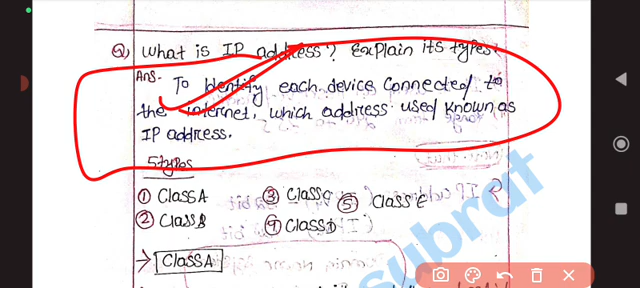 Q) What is IP address? Explain its types?
Ans- To Identify each device connected to
the internet, which address used known as
IP address.
5 types
① Class A ③ Class C ⑤ Class E
② Class B ④ Class D
→ Class A
subrat